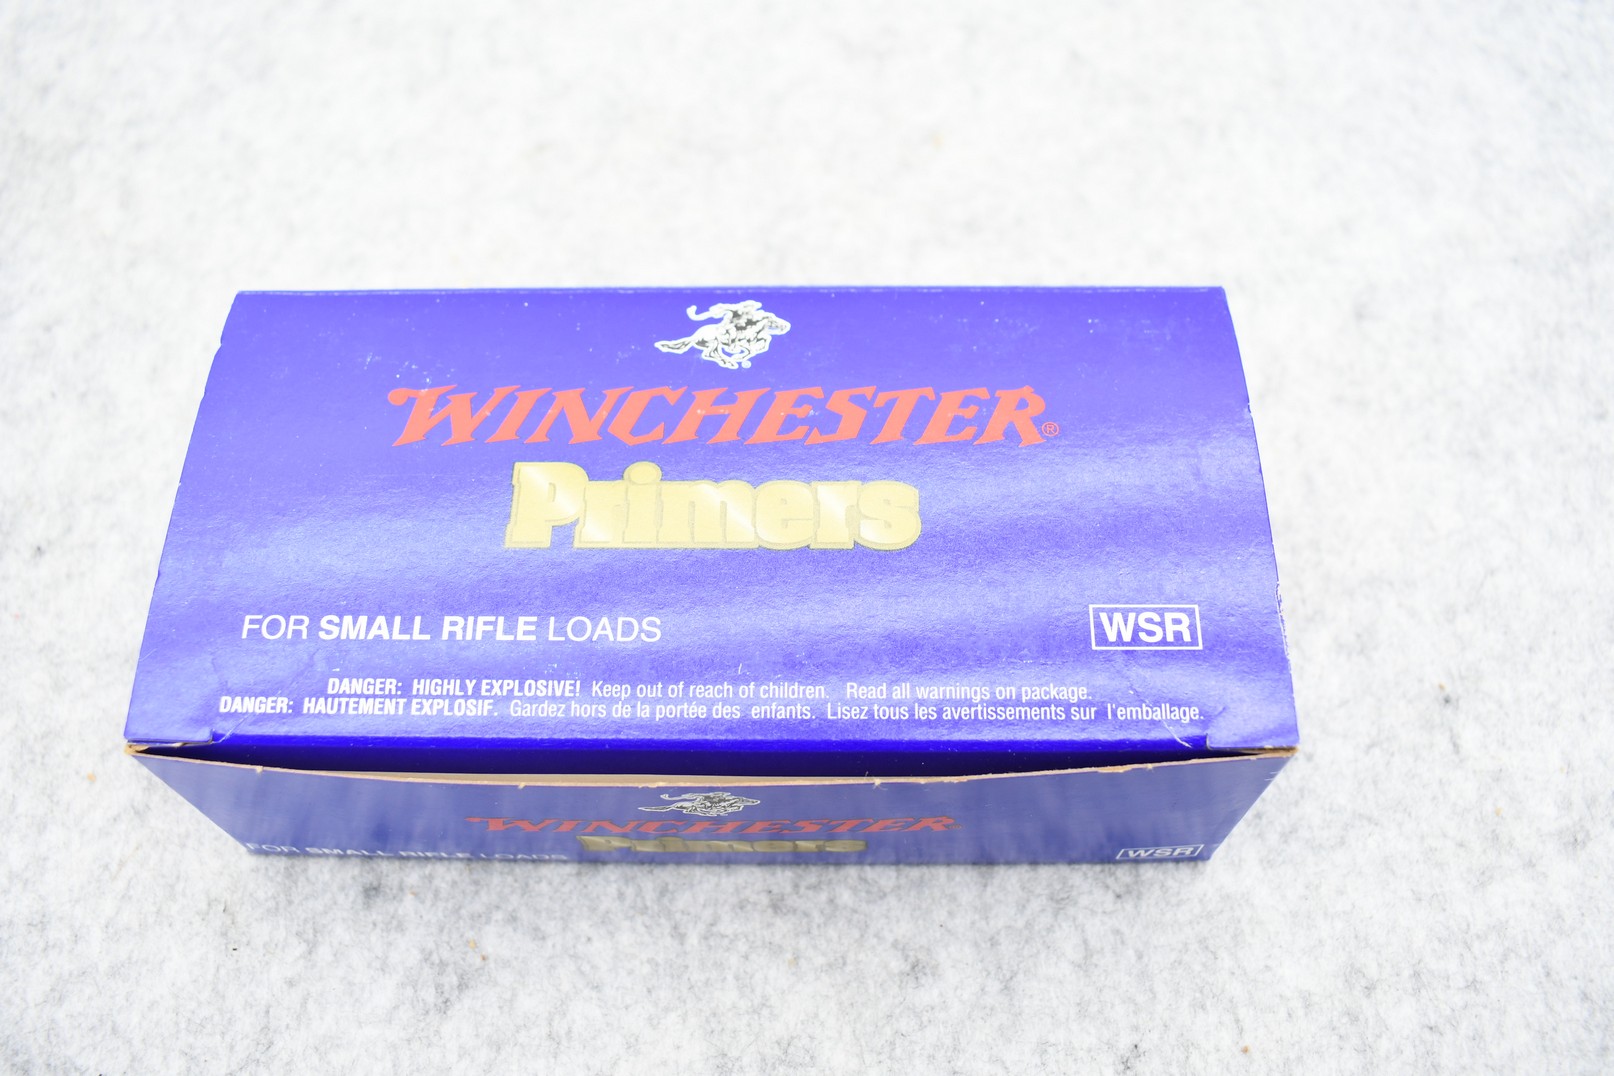 WINCHESTER®
Primers
FOR SMALL RIFLE LOADS
WSR
DANGER: HIGHLY EXPLOSIVE! Keep out of reach of children. Read all warnings on package.
DANGER: HAUTEMENT EXPLOSIF. Gardez hors de la portée des enfants. Lisez tous les avertissements sur l'emballage.
WINCHESTER
Primers
FOR SMALL RIFLE LOADS
WSR